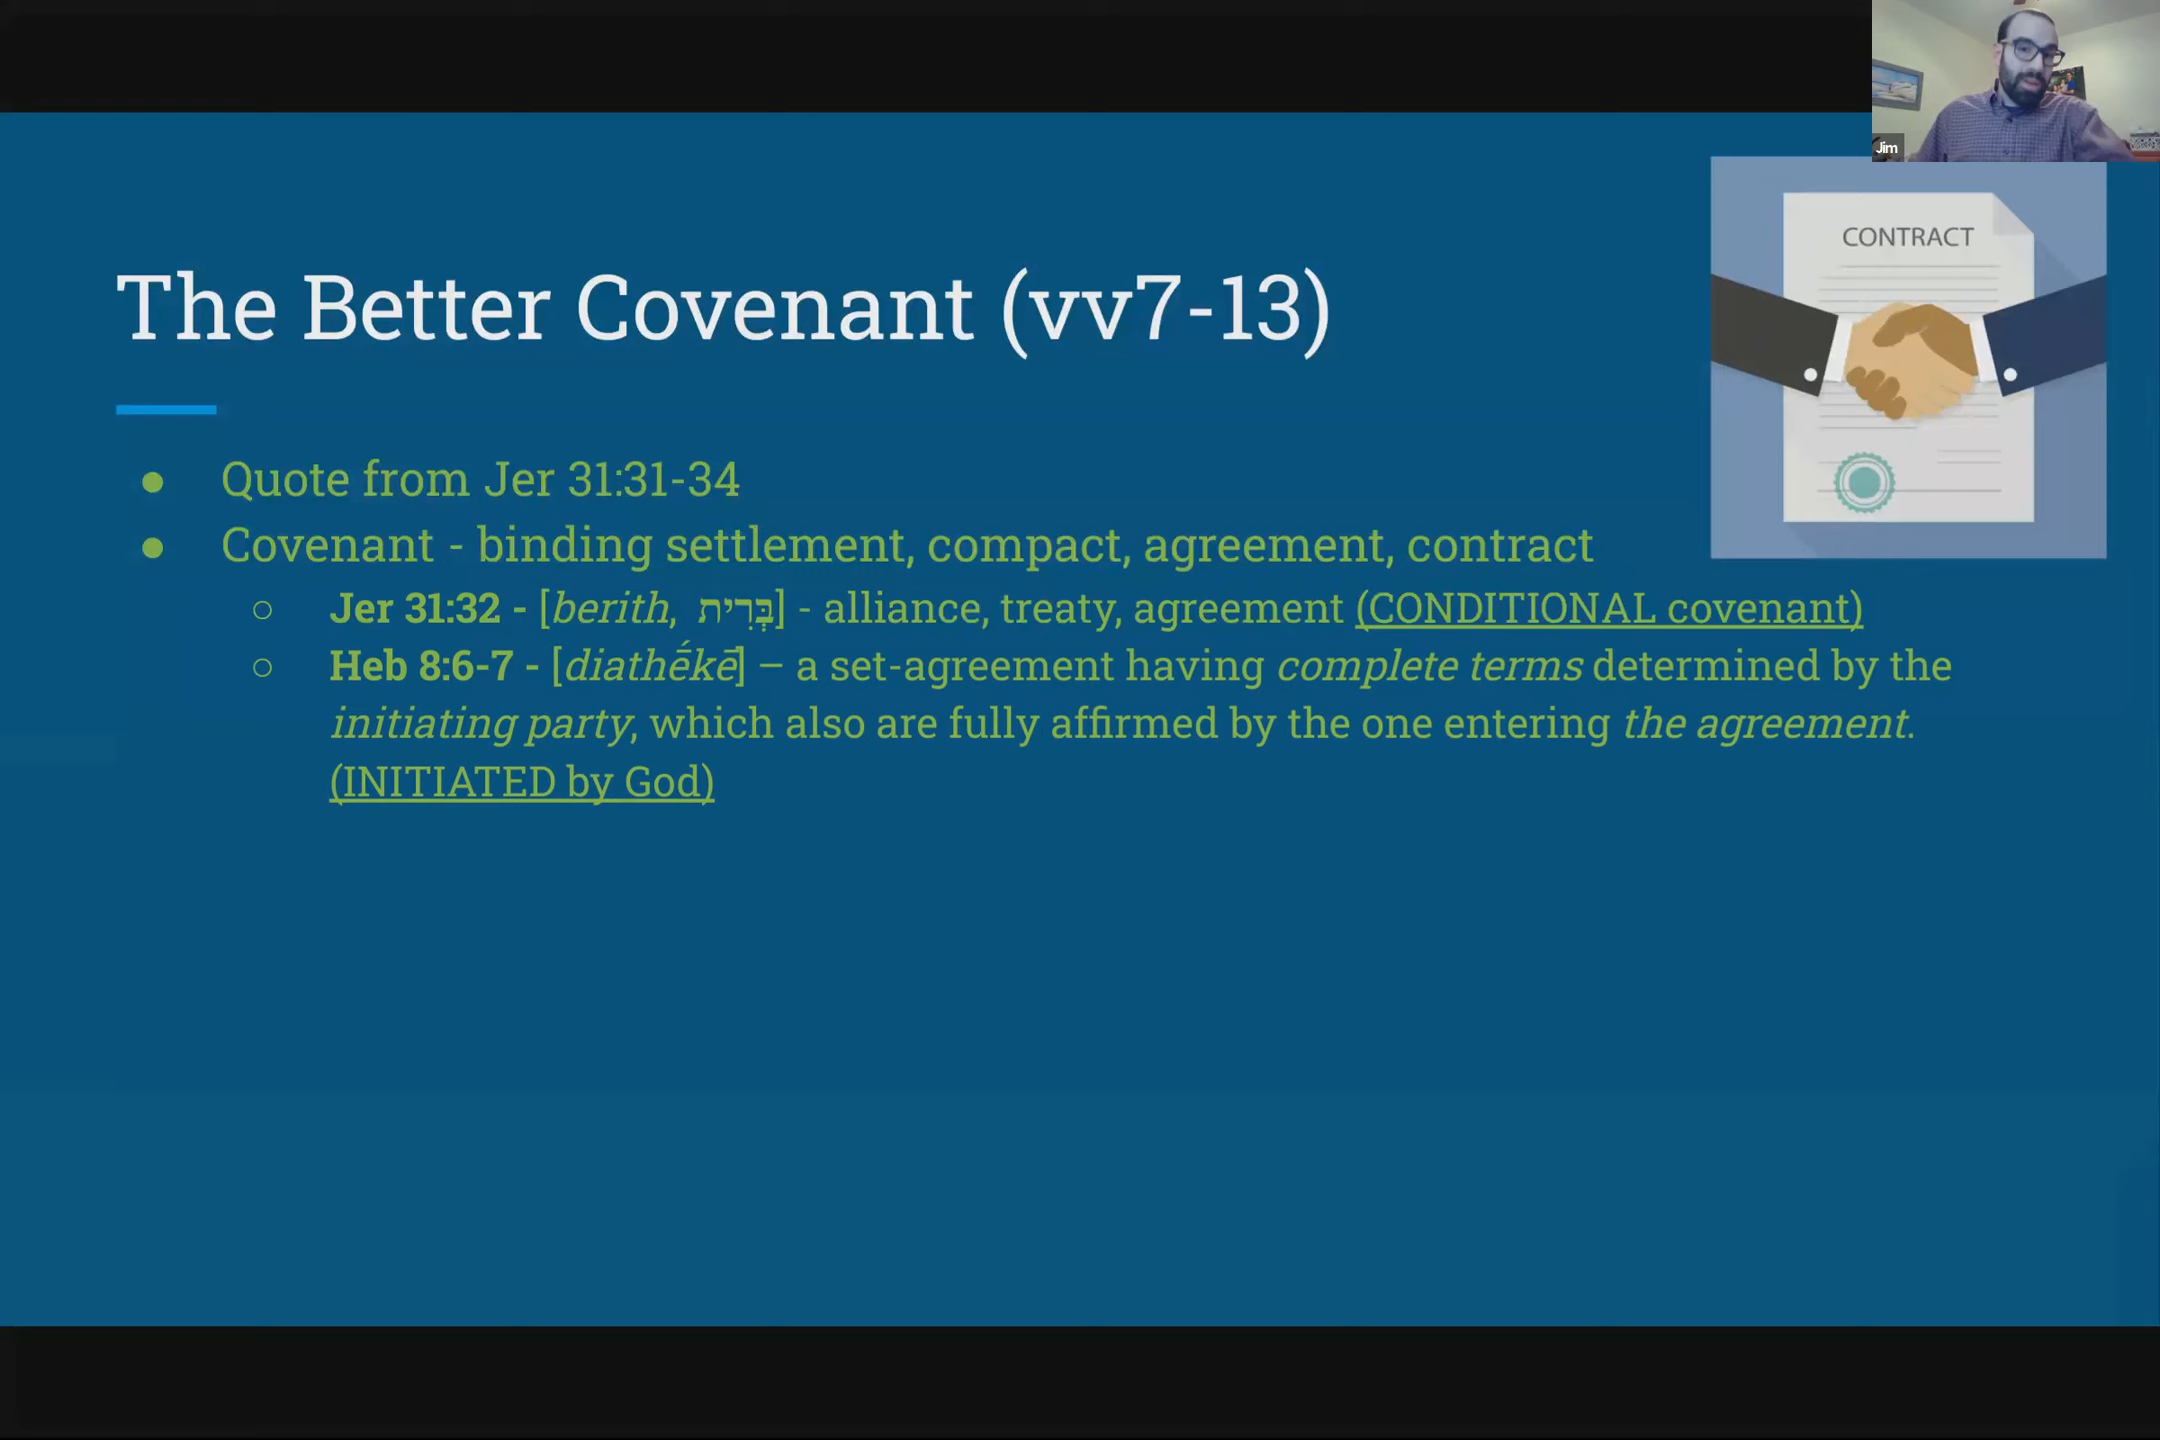 Jim
CONTRACT
The Better Covenant (vv7-13)
● Quote from Jer 31:31-34
● Covenant - binding settlement, compact, agreement, contract
○ Jer 31:32 - [berith, בְּרִית] - alliance, treaty, agreement (CONDITIONAL covenant)
○ Heb 8:6-7 - [diathḗkē] – a set-agreement having complete terms determined by the
initiating party, which also are fully affirmed by the one entering the agreement.
(INITIATED by God)